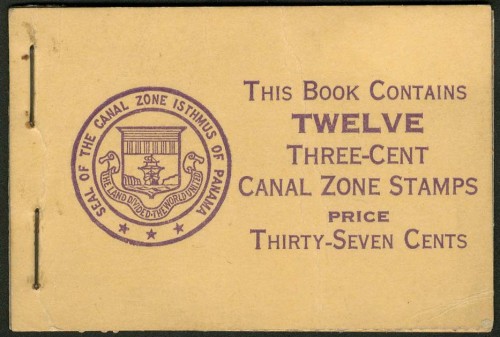 SEAL OF THE CANAL ZONE ISTHMUS OF PANAMA
THE LAND DIVIDED·THE WORLD UNITED
THIS BOOK CONTAINS
TWELVE
THREE-CENT
CANAL ZONE STAMPS
PRICE
THIRTY-SEVEN CENTS